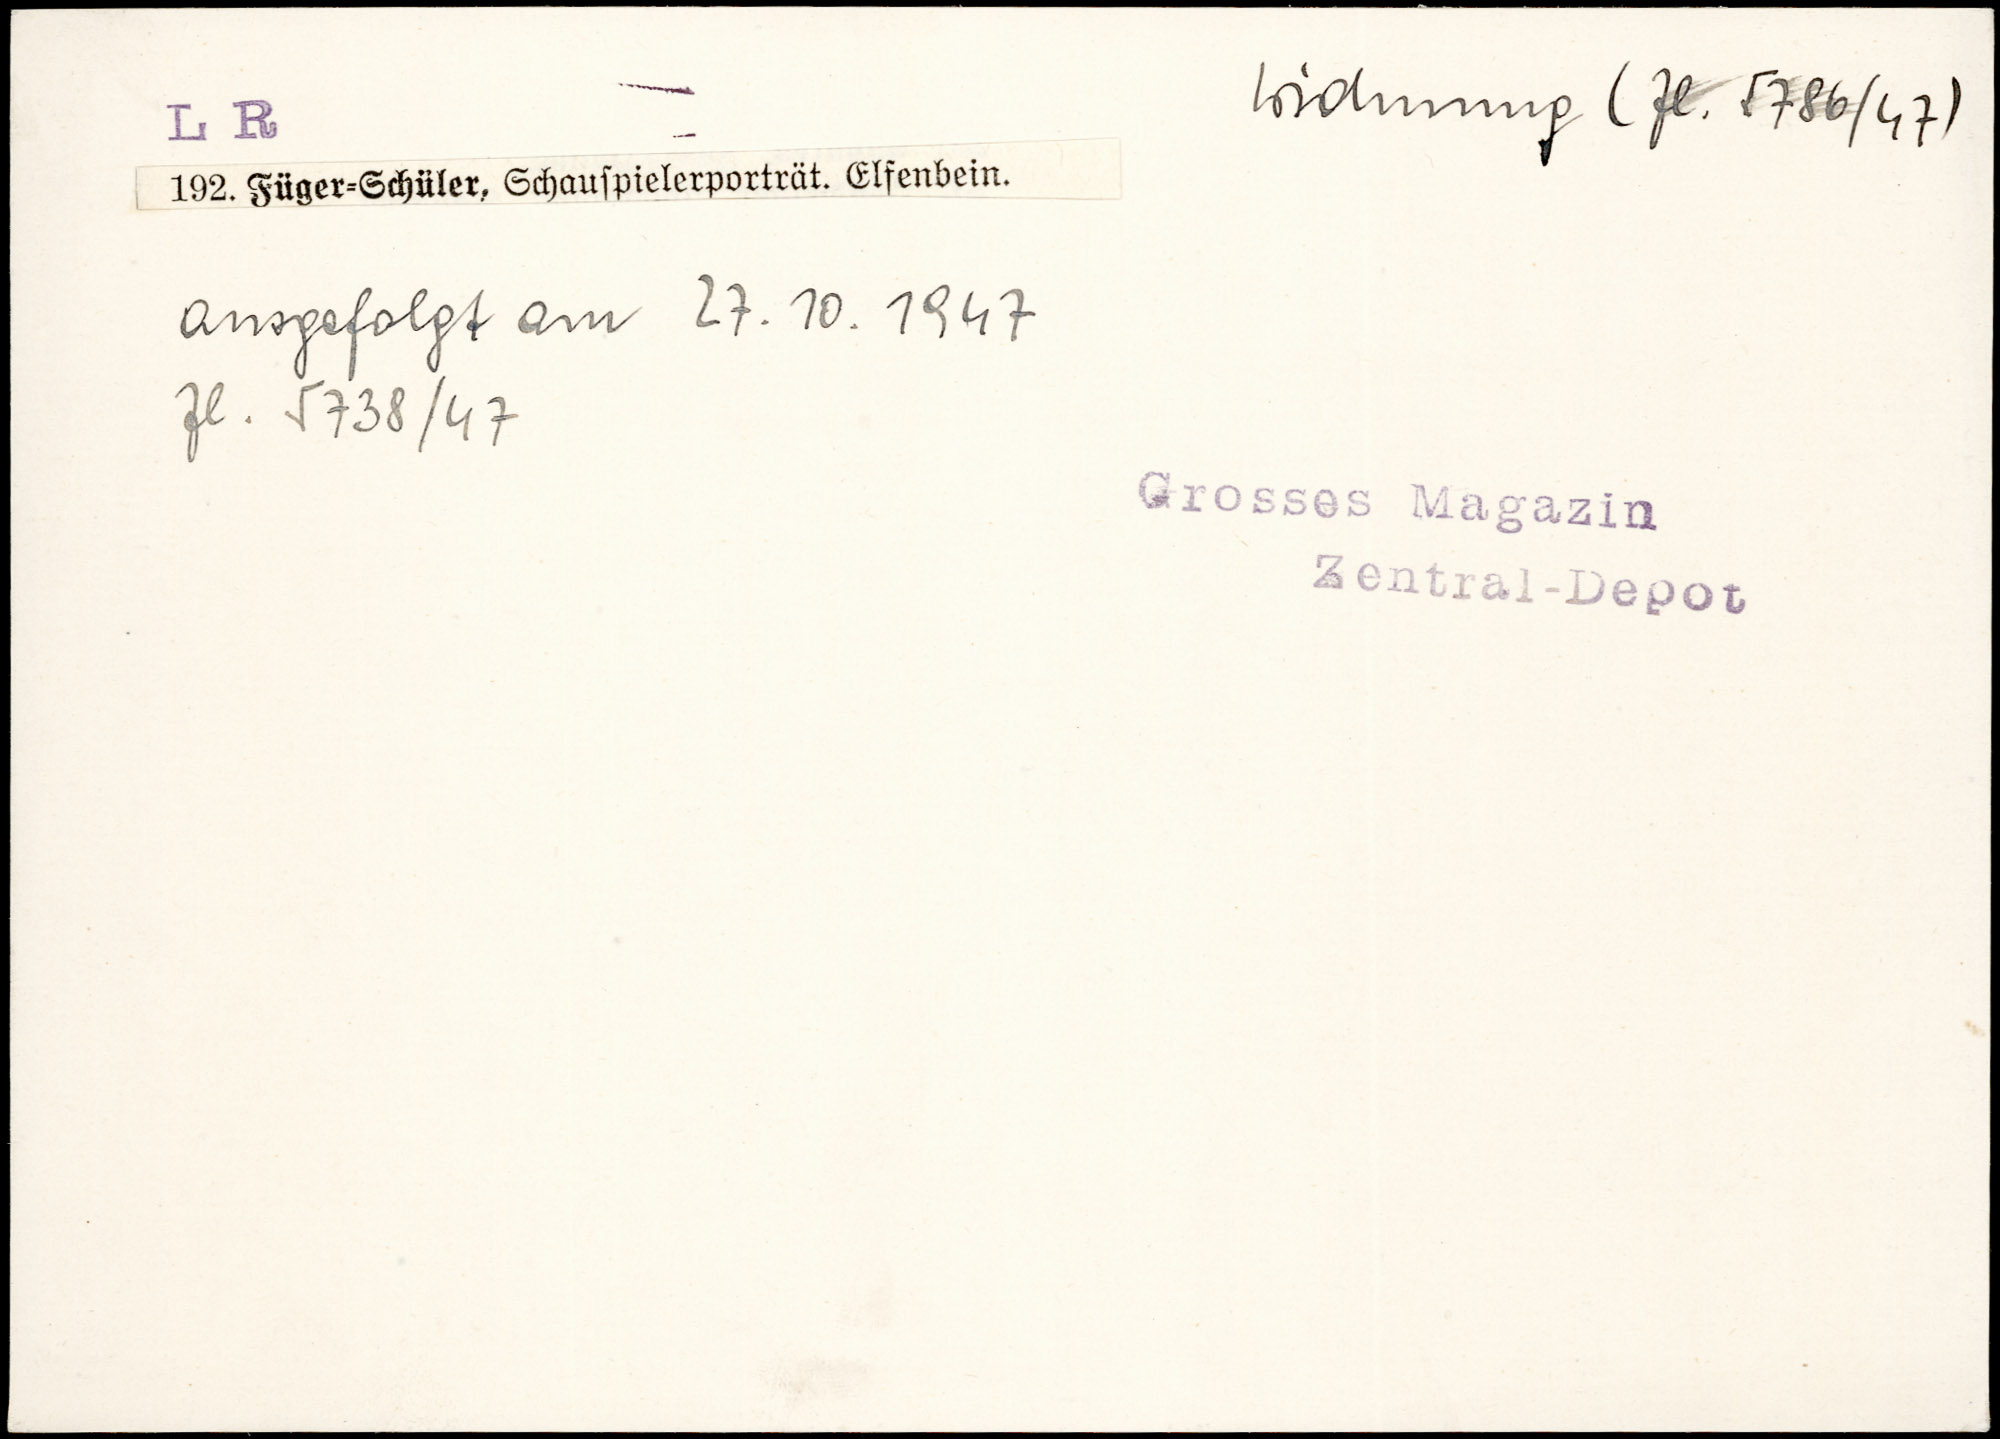 L R
Widmung (Zl. 5786/47)
192. Füger-Schüler, Schauſpielerporträt. Elfenbein.
ausgefolgt am 27. 10. 1947
Zl. 5738/47
Grosses Magazin
Zentral-Depot